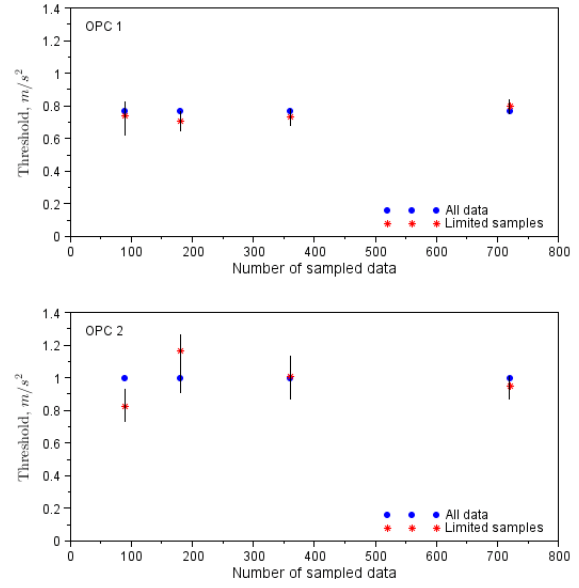 OPC 1
1.4
1.2
1
0.8
0.6
0.4
0.2
0
Threshold, m/s²
All data
Limited samples
0 100 200 300 400 500 600 700 800
Number of sampled data
OPC 2
1.4
1.2
1
0.8
0.6
0.4
0.2
0
Threshold, m/s²
All data
Limited samples
0 100 200 300 400 500 600 700 800
Number of sampled data